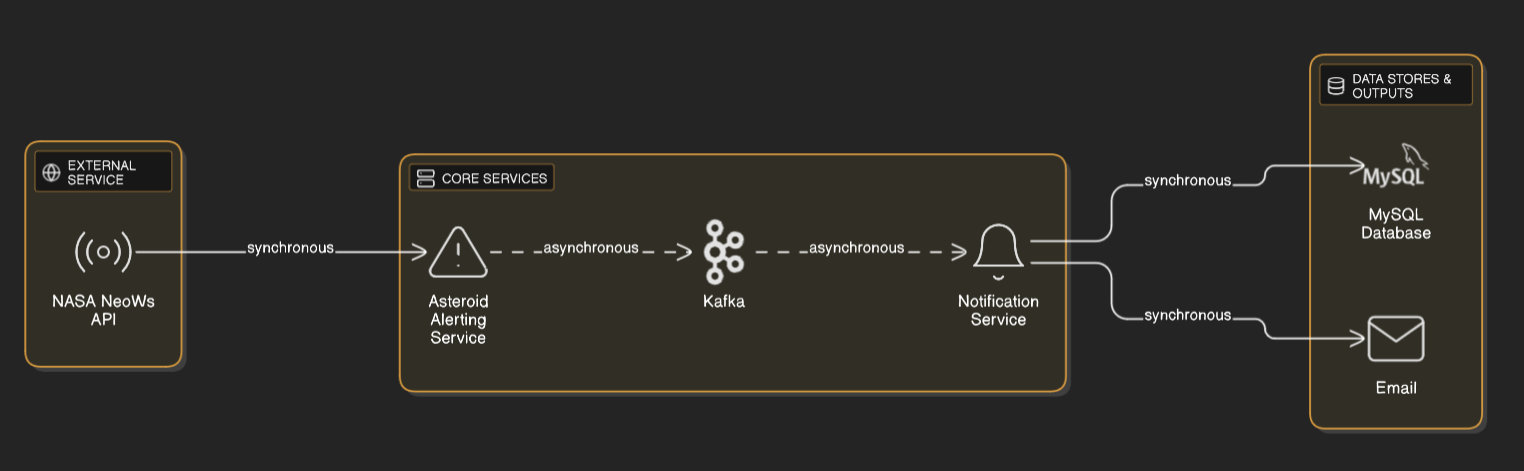 EXTERNAL
SERVICE
NASA NeoWs
API
synchronous
CORE SERVICES
Asteroid
Alerting
Service
asynchronous
Kafka
asynchronous
Notification
Service
synchronous
synchronous
DATA STORES &
OUTPUTS
MySQL
MySQL
Database
Email